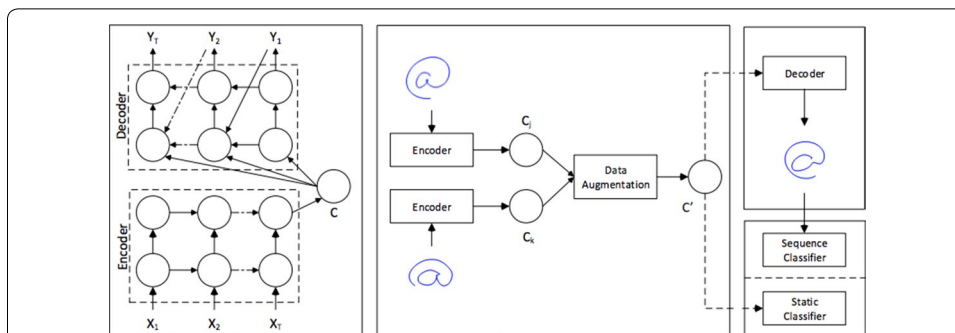 Y_T Y_2 Y_1
Decoder
C
Encoder
X_1 X_2 X_T
@
Encoder
C_j
Data
Augmentation
C'
Encoder
C_k
@
Decoder
@
Sequence
Classifier
Static
Classifier